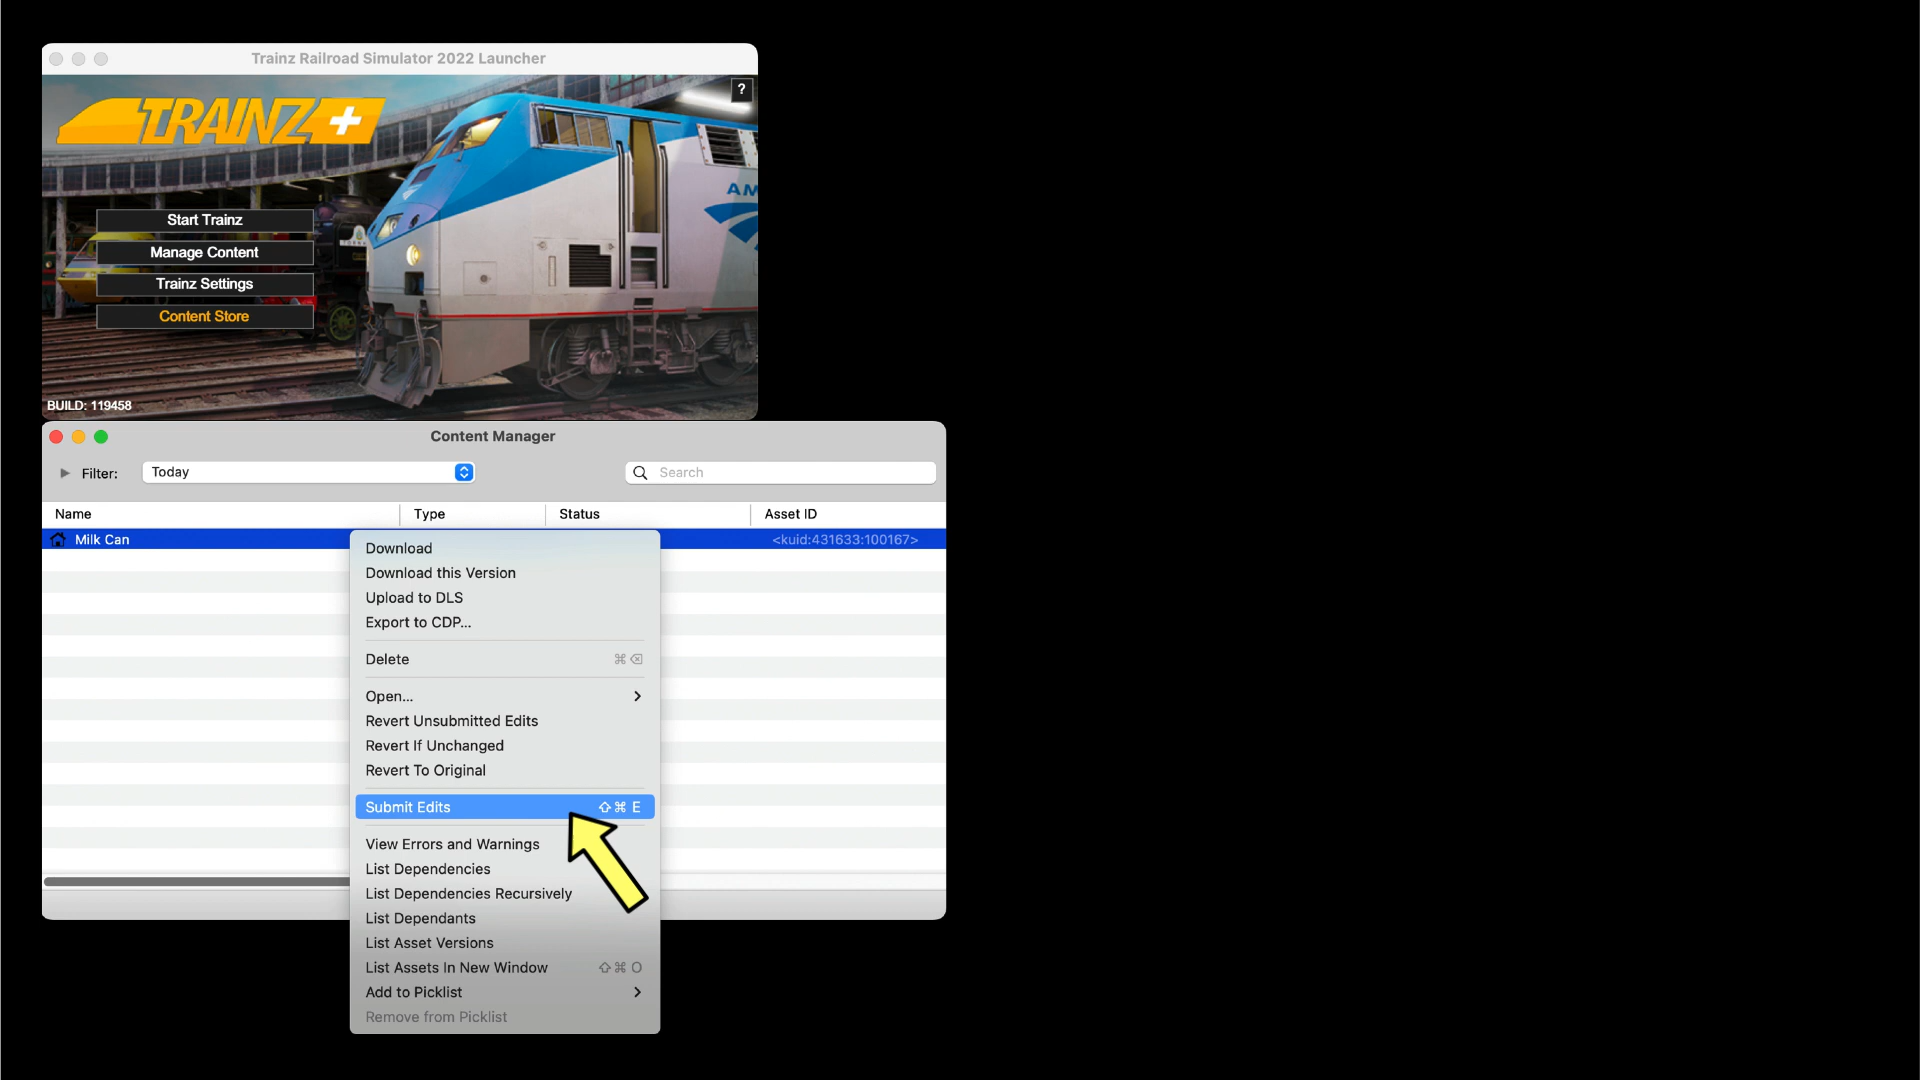 Trainz Railroad Simulator 2022 Launcher
?
TRAINZ+
AM
Start Trainz
Manage Content
Trainz Settings
Content Store
BUILD: 119458
Content Manager
Filter: Today Search
Name Type Status Asset ID
Milk Can <kuid:431633:100167>
Download
Download this Version
Upload to DLS
Export to CDP...
Delete ⌘⌫
Open...
Revert Unsubmitted Edits
Revert If Unchanged
Revert To Original
Submit Edits ⇧⌘ E
View Errors and Warnings
List Dependencies
List Dependencies Recursively
List Dependants
List Asset Versions
List Assets In New Window ⇧⌘ O
Add to Picklist
Remove from Picklist